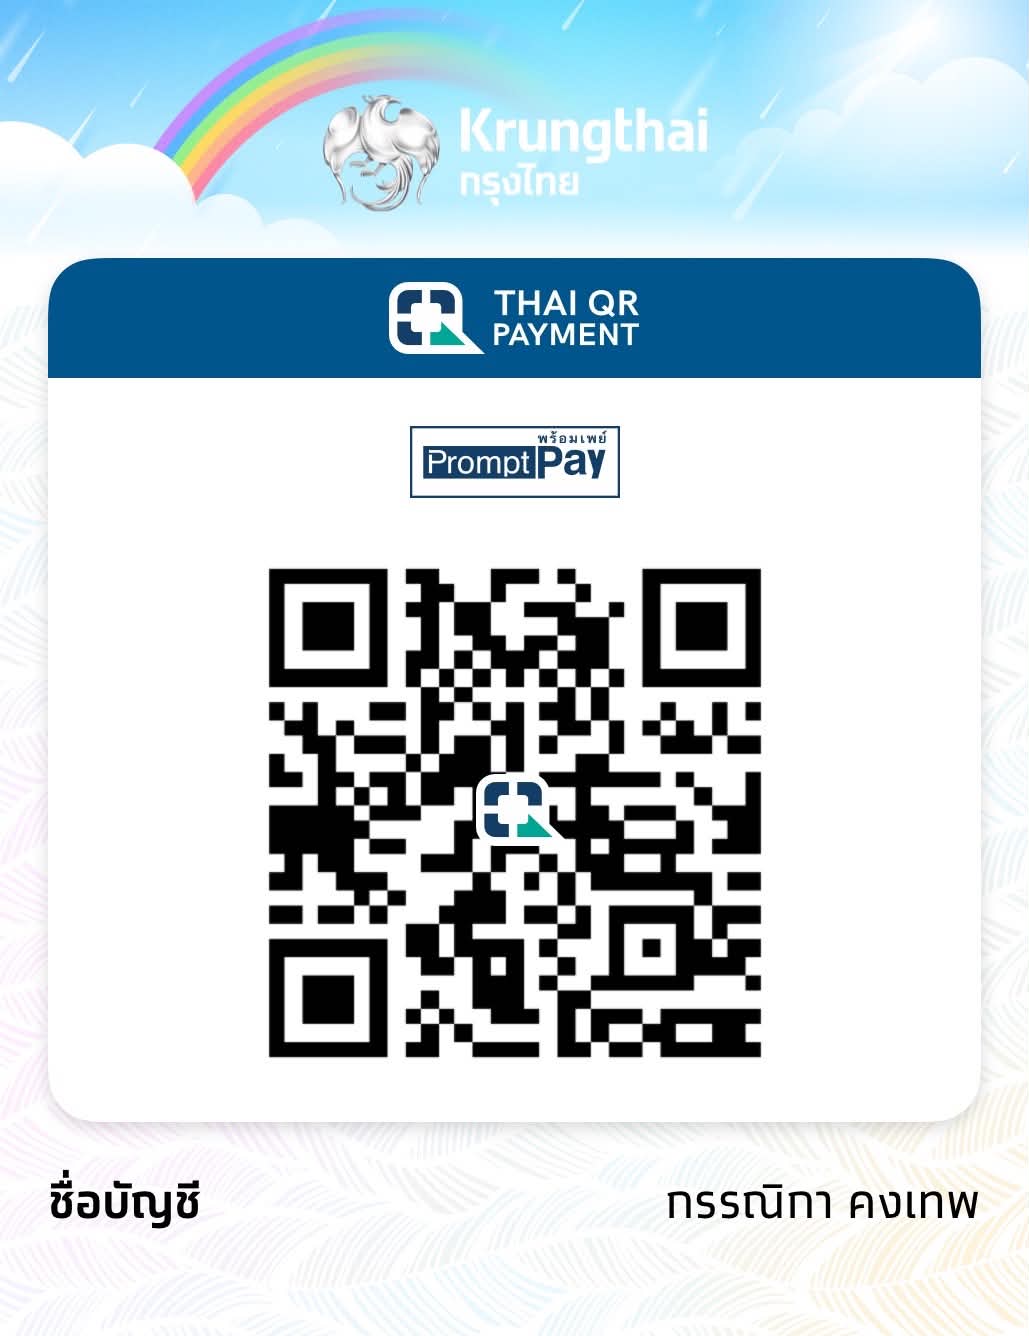 Krungthai
กรุงไทย
THAI QR
PAYMENT
พร้อมเพย์
PromptPay
ชื่อบัญชี กรรณิกา คงเทพ